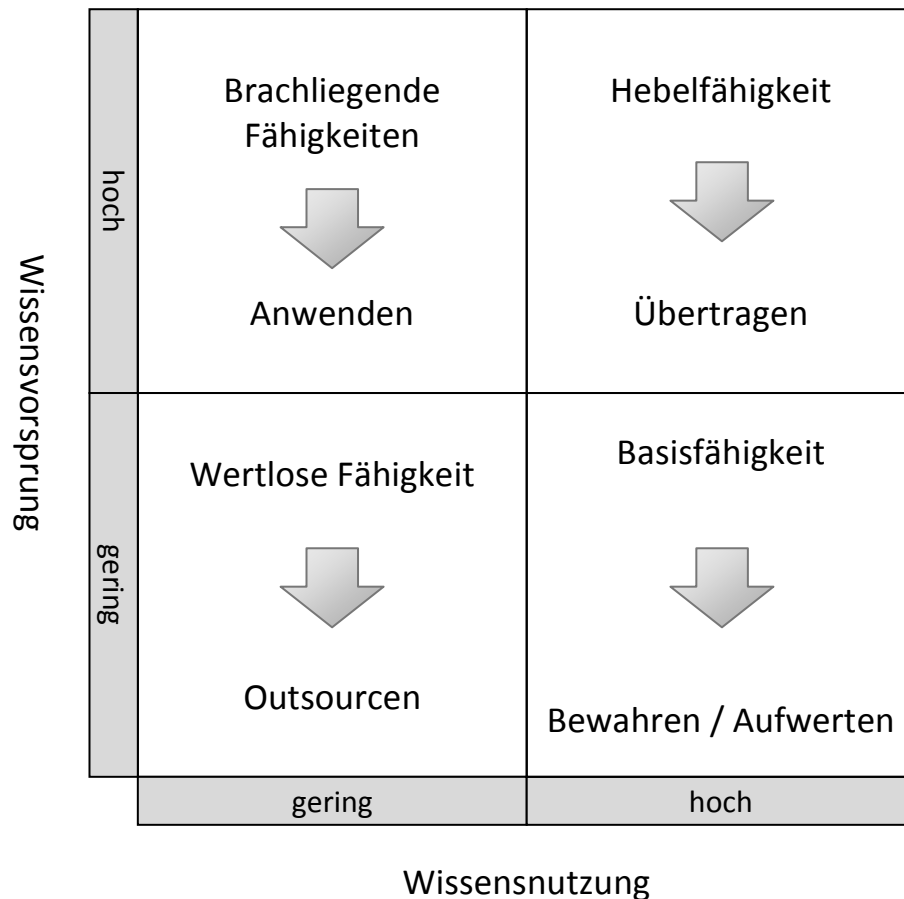 Brachliegende
Fähigkeiten
Hebelfähigkeit
hoch
Anwenden
Übertragen
Wissensvorsprung
Wertlose Fähigkeit
Basisfähigkeit
gering
Outsourcen
Bewahren / Aufwerten
gering
hoch
Wissensnutzung